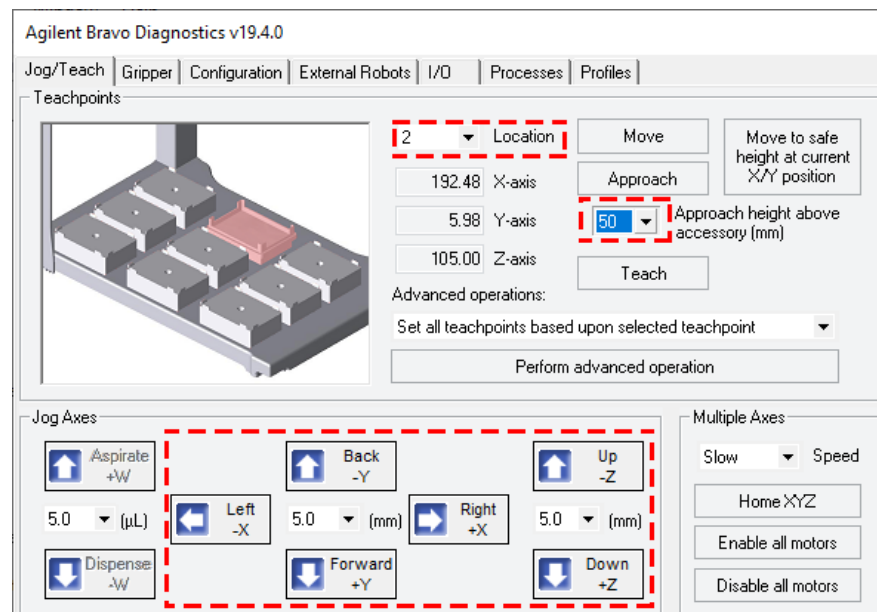 Agilent Bravo Diagnostics v19.4.0
Jog/Teach Gripper Configuration External Robots I/O Processes Profiles
Teachpoints
2 Location
Move
Move to safe
height at current
X/Y position
192.48 X-axis
Approach
5.98 Y-axis
50 Approach height above
accessory (mm)
105.00 Z-axis
Teach
Advanced operations:
Set all teachpoints based upon selected teachpoint
Perform advanced operation
Jog Axes
Aspirate
+W
5.0 (µL)
Dispense
-W
Left
-X
Back
-Y
5.0 (mm)
Forward
+Y
Right
+X
Up
-Z
5.0 (mm)
Down
+Z
Multiple Axes
Slow Speed
Home XYZ
Enable all motors
Disable all motors